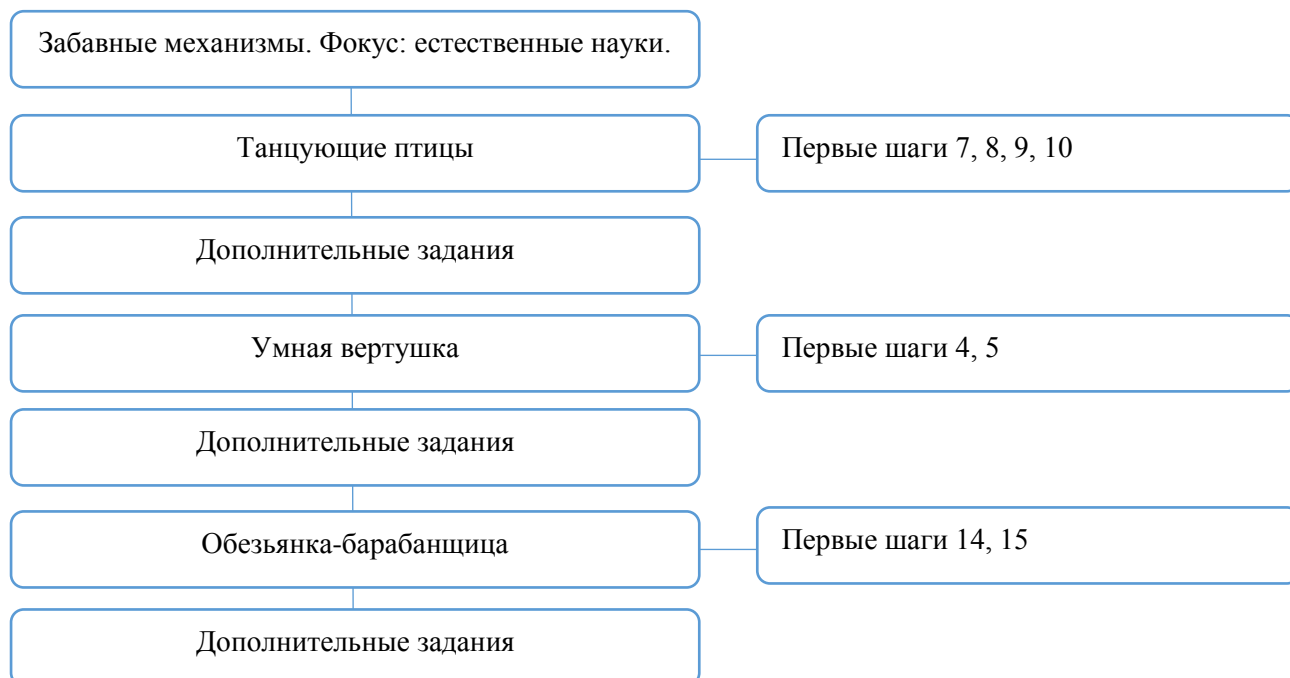 Забавные механизмы. Фокус: естественные науки.
Танцующие птицы
Первые шаги 7, 8, 9, 10
Дополнительные задания
Умная вертушка
Первые шаги 4, 5
Дополнительные задания
Обезьянка-барабанщица
Первые шаги 14, 15
Дополнительные задания